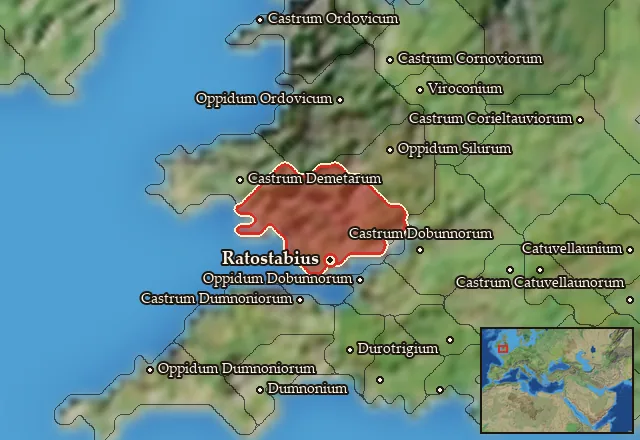 Castrum Ordovicum
Castrum Cornoviorum
Viroconium
Oppidum Ordovicum
Castrum Corieltauviorum
Oppidum Silurum
Castrum Demetarum
Castrum Dobunnorum
Catuvellaunium
Ratostabius
Oppidum Dobunnorum
Castrum Catuvellaunorum
Castrum Dumnoniorum
Durotrigium
Oppidum Dumnoniorum
Dumnonium